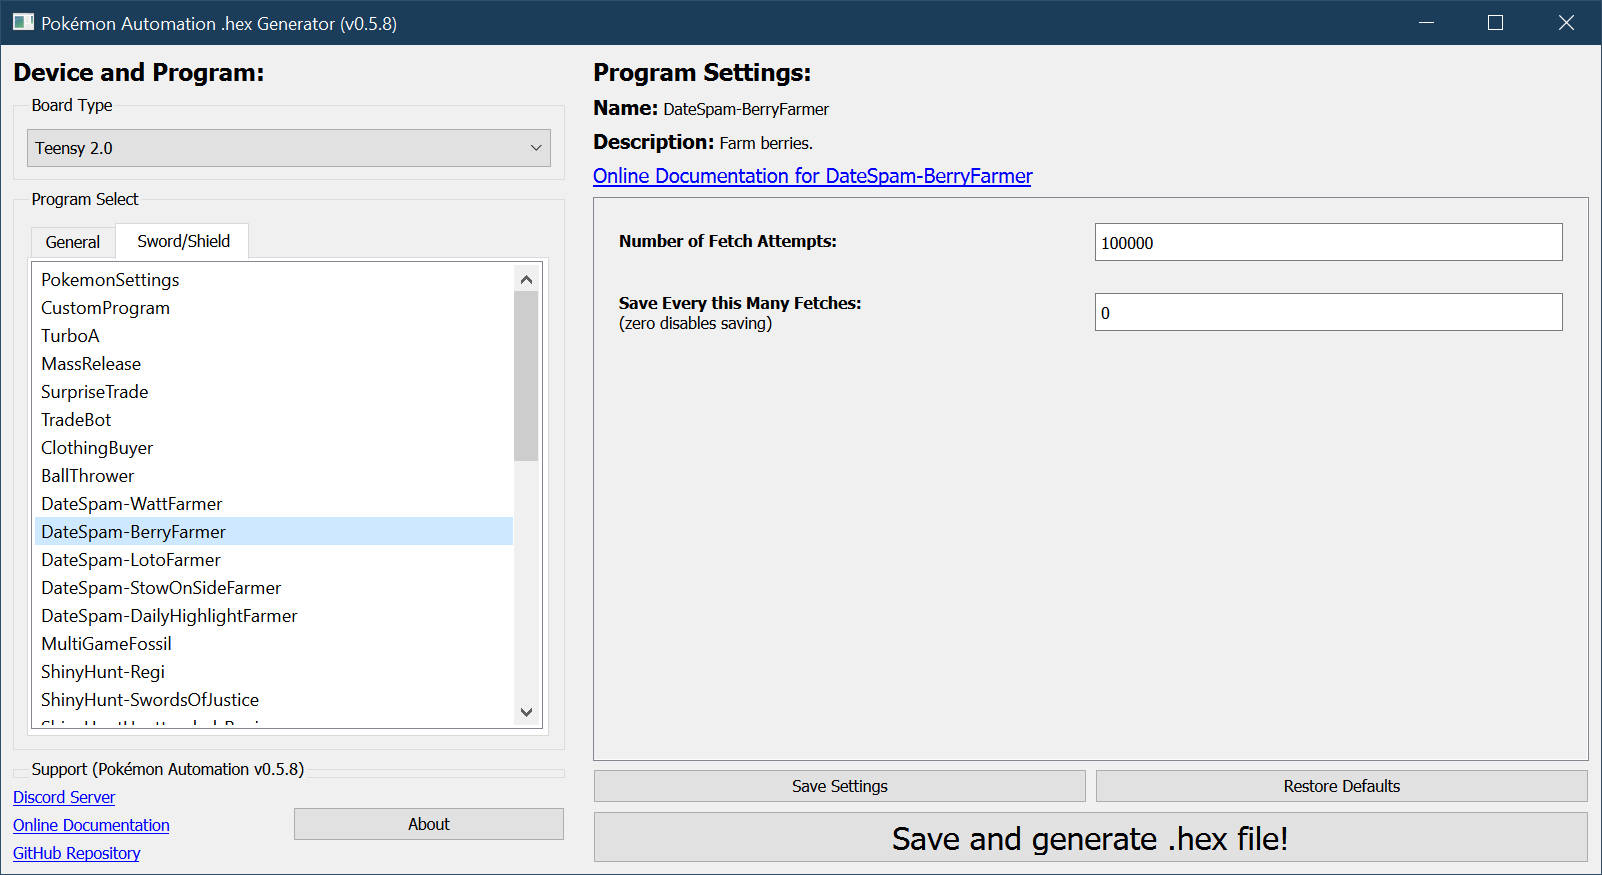 Pokémon Automation .hex Generator (v0.5.8)
Device and Program:
Board Type
Teensy 2.0
Program Select
General
Sword/Shield
PokemonSettings
CustomProgram
TurboA
MassRelease
SurpriseTrade
TradeBot
ClothingBuyer
BallThrower
DateSpam-WattFarmer
DateSpam-BerryFarmer
DateSpam-LotoFarmer
DateSpam-StowOnSideFarmer
DateSpam-DailyHighlightFarmer
MultiGameFossil
ShinyHunt-Regi
ShinyHunt-SwordsOfJustice
Support (Pokémon Automation v0.5.8)
Discord Server
Online Documentation
GitHub Repository
About
Program Settings:
Name: DateSpam-BerryFarmer
Description: Farm berries.
Online Documentation for DateSpam-BerryFarmer
Number of Fetch Attempts:
100000
Save Every this Many Fetches:
(zero disables saving)
0
Save Settings
Restore Defaults
Save and generate .hex file!